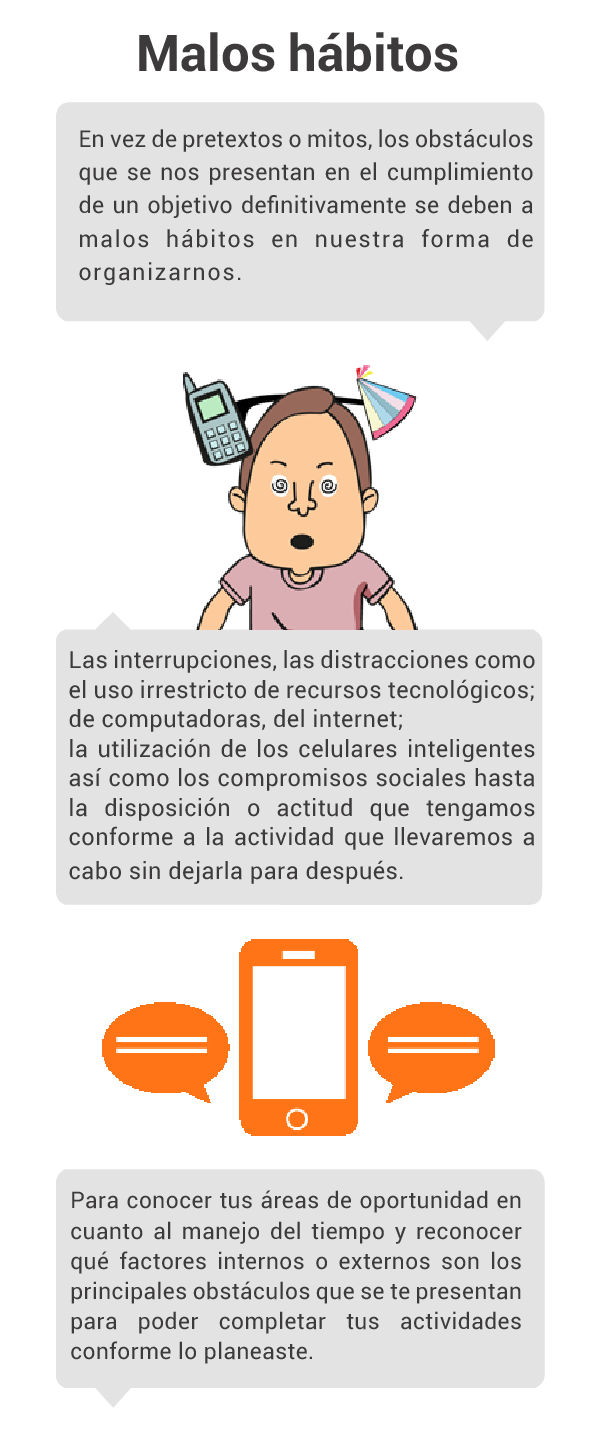 Malos hábitos
En vez de pretextos o mitos, los obstáculos
que se nos presentan en el cumplimiento
de un objetivo definitivamente se deben a
malos hábitos en nuestra forma de
organizarnos.
Las interrupciones, las distracciones como
el uso irrestricto de recursos tecnológicos;
de computadoras, del internet;
la utilización de los celulares inteligentes
así como los compromisos sociales hasta
la disposición o actitud que tengamos
conforme a la actividad que llevaremos a
cabo sin dejarla para después.
Para conocer tus áreas de oportunidad en
cuanto al manejo del tiempo y reconocer
qué factores internos o externos son los
principales obstáculos que se te presentan
para poder completar tus actividades
conforme lo planeaste.